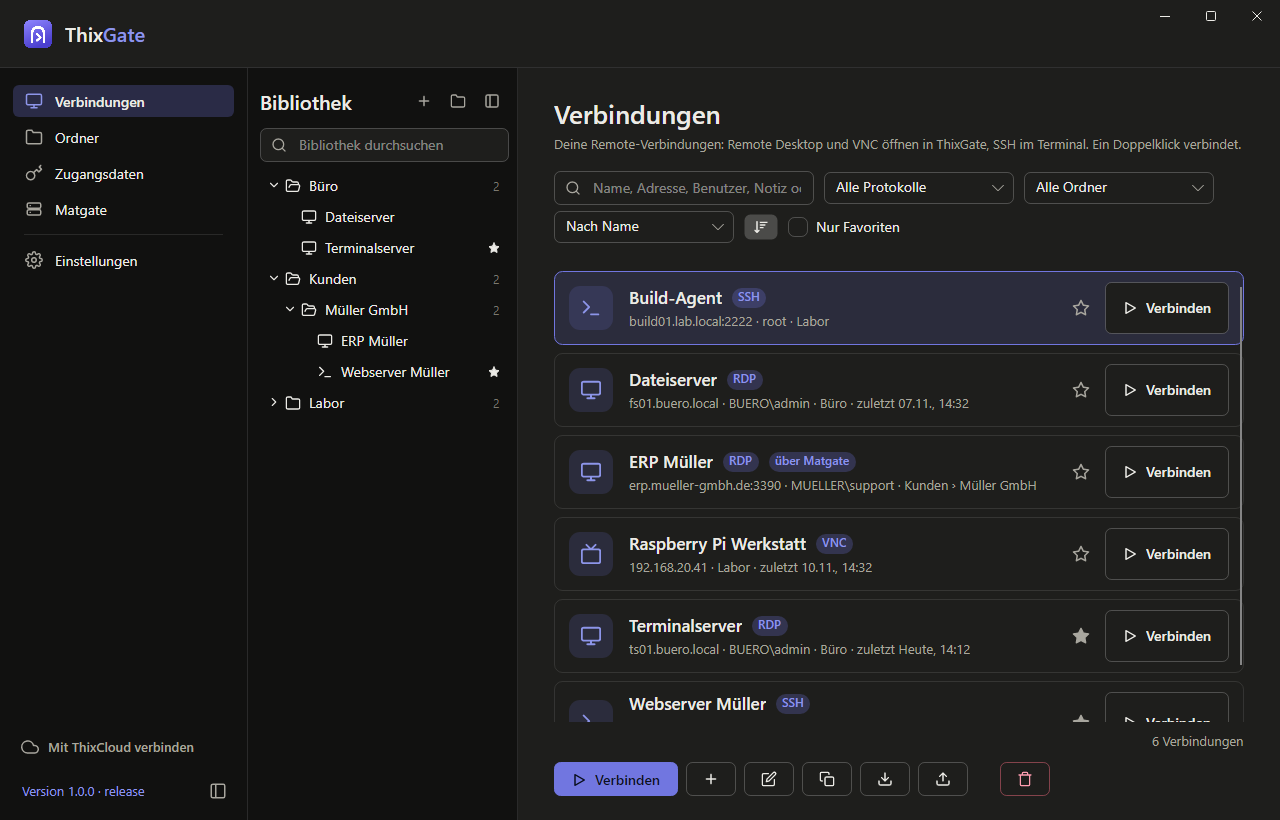 ThixGate
Verbindungen
Ordner
Zugangsdaten
Matgate
Einstellungen
Mit ThixCloud verbinden
Version 1.0.0 · release
Bibliothek
Bibliothek durchsuchen
Büro 2
Dateiserver
Terminalserver
Kunden 2
Müller GmbH 2
ERP Müller
Webserver Müller
Labor 2
Verbindungen
Deine Remote-Verbindungen: Remote Desktop und VNC öffnen in ThixGate, SSH im Terminal. Ein Doppelklick verbindet.
Name, Adresse, Benutzer, Notiz o
Alle Protokolle
Alle Ordner
Nach Name
Nur Favoriten
Build-Agent SSH
build01.lab.local:2222 · root · Labor
Verbinden
Dateiserver RDP
fs01.buero.local · BUERO\admin · Büro · zuletzt 07.11., 14:32
Verbinden
ERP Müller RDP über Matgate
erp.mueller-gmbh.de:3390 · MUELLER\support · Kunden › Müller GmbH
Verbinden
Raspberry Pi Werkstatt VNC
192.168.20.41 · Labor · zuletzt 10.11., 14:32
Verbinden
Terminalserver RDP
ts01.buero.local · BUERO\admin · Büro · zuletzt Heute, 14:12
Verbinden
Webserver Müller SSH
Verbinden
6 Verbindungen
Verbinden